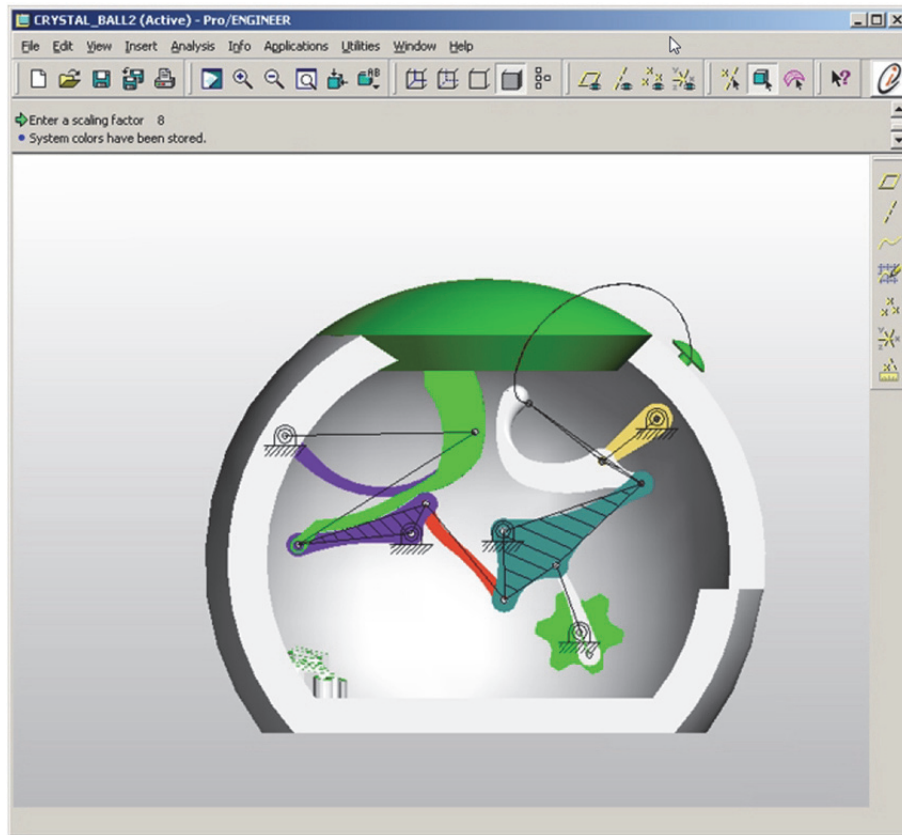 CRYSTAL_BALL2 (Active) - Pro/ENGINEER
File Edit View Insert Analysis Info Applications Utilities Window Help
AB
Enter a scaling factor 8
System colors have been stored.